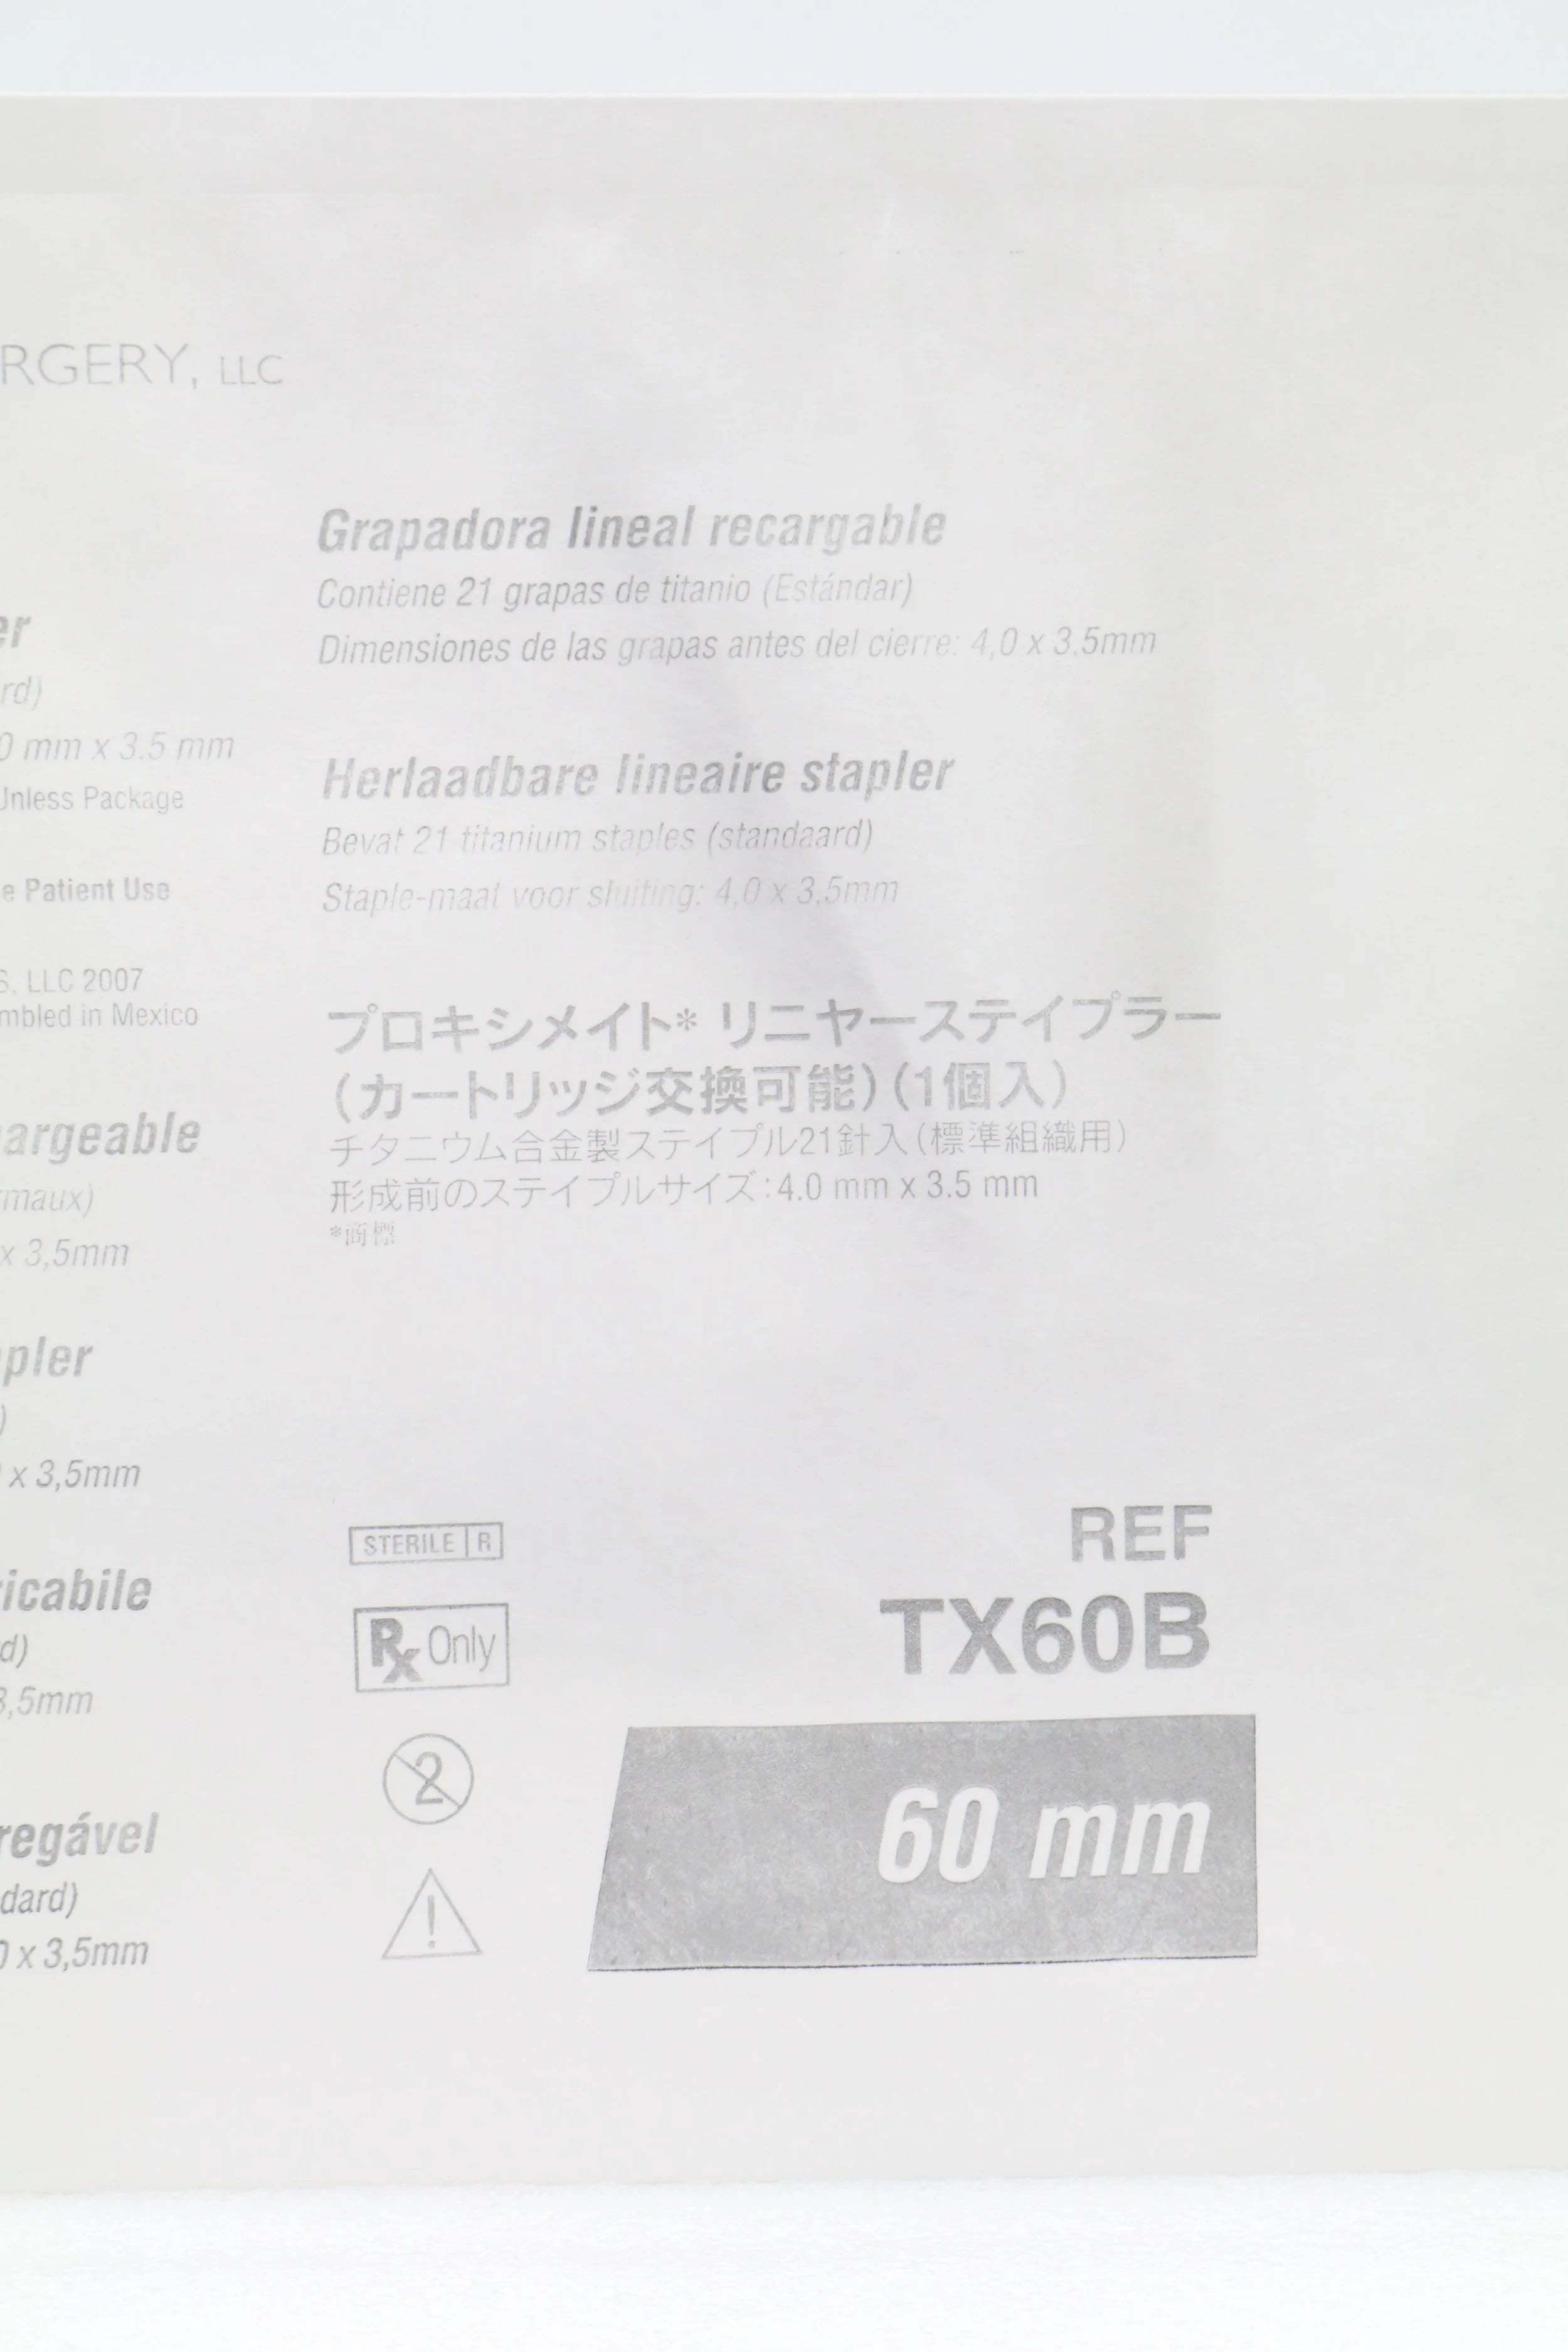 RGERY, LLC
er
rd)
0 mm x 3.5 mm
Unless Package
e Patient Use
S, LLC 2007
mbled in Mexico
argeable
rmaux)
x 3,5mm
pler
)
x 3,5mm
ricabile
d)
3,5mm
regável
dard)
0 x 3,5mm
Grapadora lineal recargable
Contiene 21 grapas de titanio (Estándar)
Dimensiones de las grapas antes del cierre: 4,0 x 3,5mm
Herlaadbare lineaire stapler
Bevat 21 titanium staples (standaard)
Staple-maat voor sluiting: 4,0 x 3,5mm
プロキシメイト* リニヤーステイプラー
(カートリッジ交換可能)(1個入)
チタニウム合金製ステイプル21針入(標準組織用)
形成前のステイプルサイズ:4.0 mm x 3.5 mm
*商標
STERILE R
Rx Only
2
!
REF
TX60B
60 mm